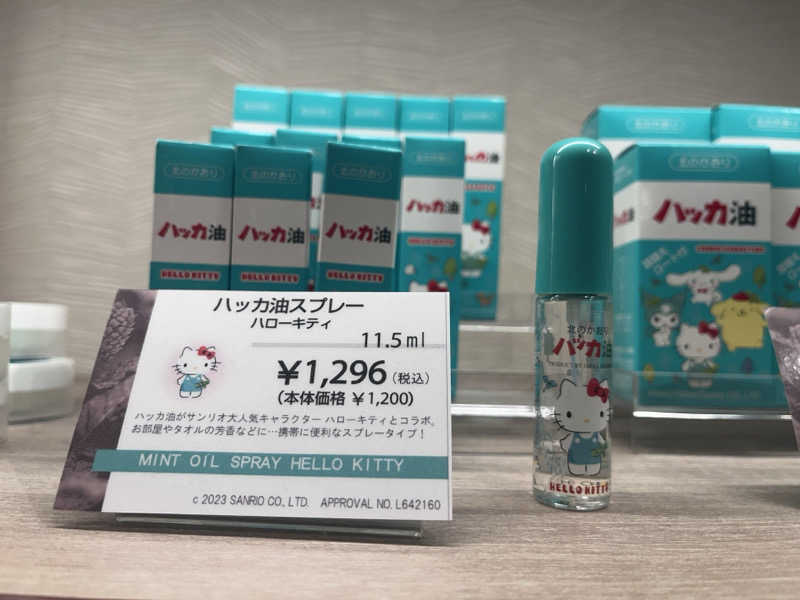 北のかおり
ハッカ油
HELLO KITTY
北のかおり
ハッカ油
HELLO KITTY
ハッカ油
HELLO KITTY
北のかおり
ハッカ油
ハッカ油
北のかおり
ハッカ油
HELLO KITTY
北のかおり
ハッカ油
ハッカ油スプレー
ハローキティ
11.5ml
¥1,296(税込)
(本体価格 ¥1,200)
ハッカ油がサンリオ大人気キャラクター ハローキティとコラボ。
お部屋やタオルの芳香などに…携帯に便利なスプレータイプ！
MINT OIL SPRAY HELLO KITTY
c 2023 SANRIO CO., LTD. APPROVAL NO. L642160